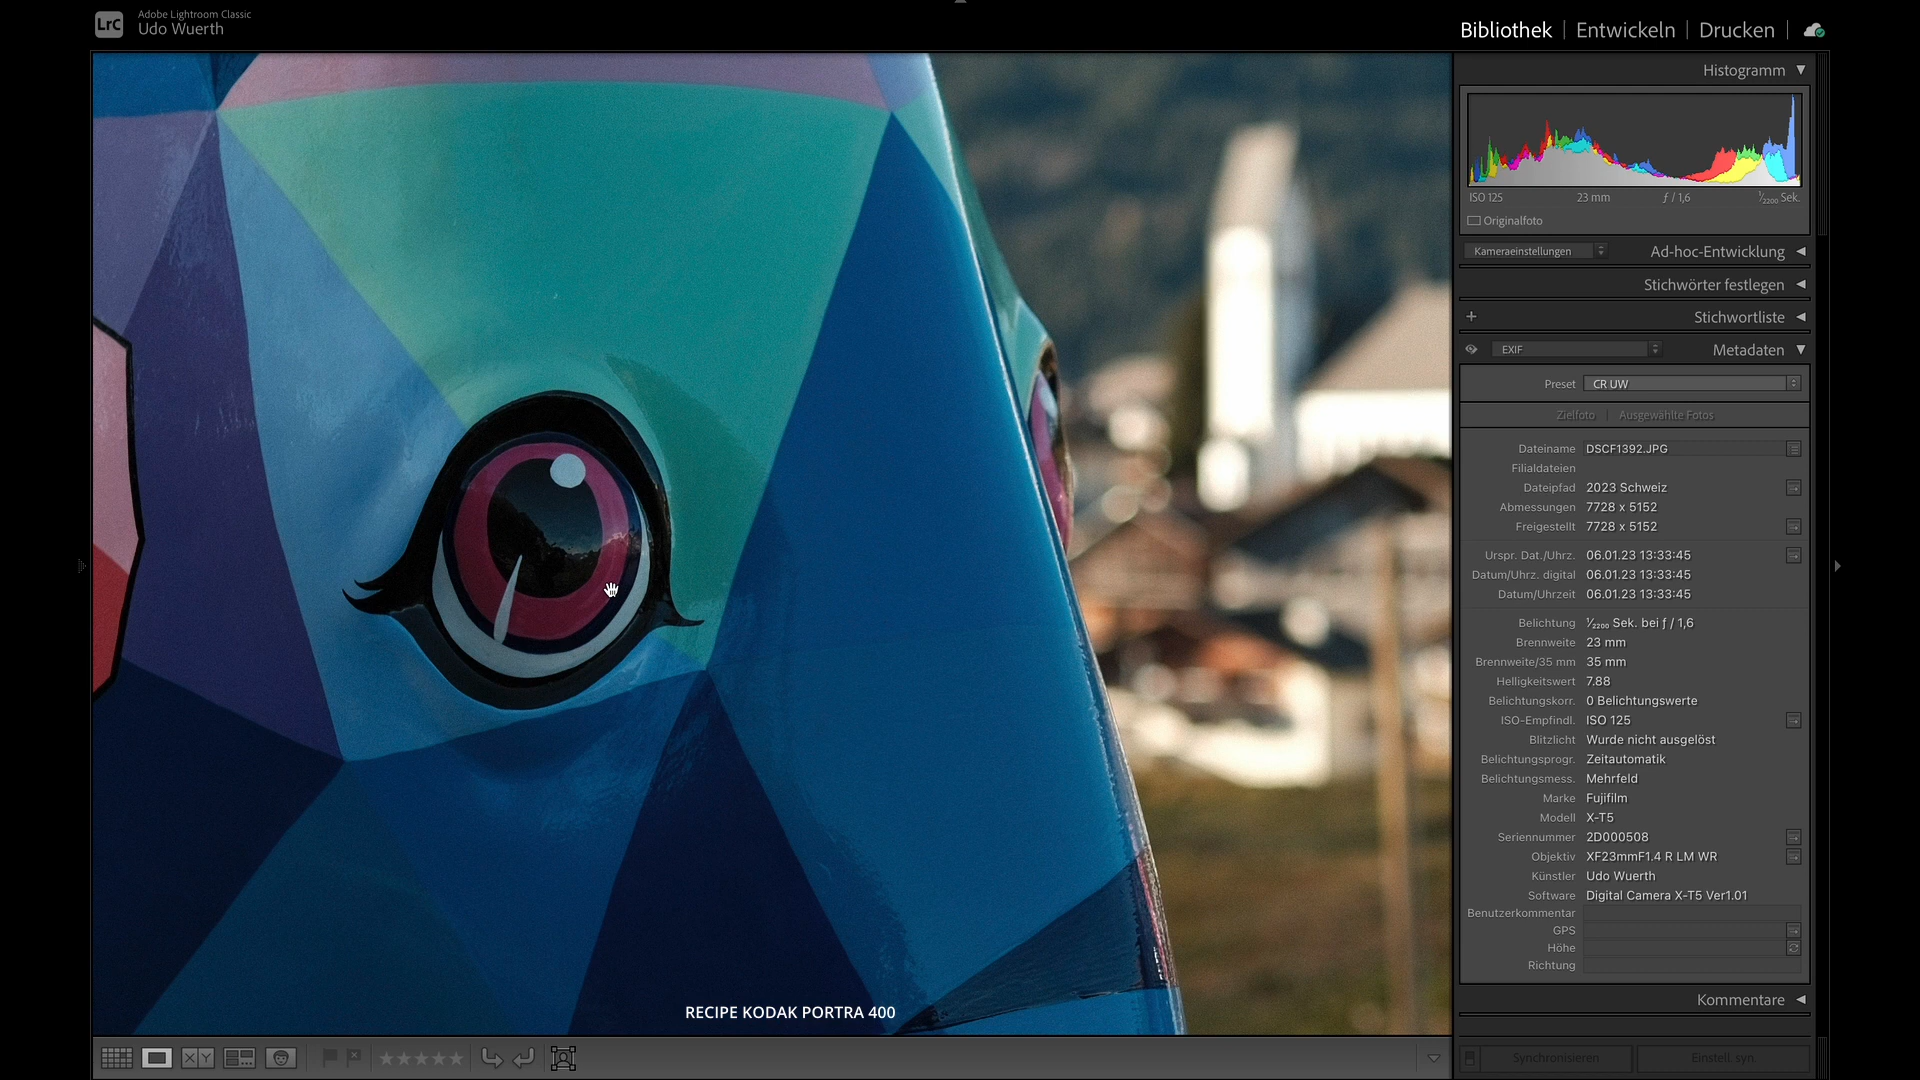 LrC
Adobe Lightroom Classic
Udo Wuerth
Bibliothek | Entwickeln | Drucken
Histogramm
ISO 125 23 mm ƒ / 1,6 1/2200 Sek.
Originalfoto
Kameraeinstellungen Ad-hoc-Entwicklung
Stichwörter festlegen
+ Stichwortliste
EXIF Metadaten
Preset CR UW
Zielfoto | Ausgewählte Fotos
Dateiname DSCF1392.JPG
Filialdateien
Dateipfad 2023 Schweiz
Abmessungen 7728 x 5152
Freigestellt 7728 x 5152
Urspr. Dat./Uhrz. 06.01.23 13:33:45
Datum/Uhrz. digital 06.01.23 13:33:45
Datum/Uhrzeit 06.01.23 13:33:45
Belichtung 1/2200 Sek. bei ƒ / 1,6
Brennweite 23 mm
Brennweite/35 mm 35 mm
Helligkeitswert 7.88
Belichtungskorr. 0 Belichtungswerte
ISO-Empfindl. ISO 125
Blitzlicht Wurde nicht ausgelöst
Belichtungsprogr. Zeitautomatik
Belichtungsmess. Mehrfeld
Marke Fujifilm
Modell X-T5
Seriennummer 2D000508
Objektiv XF23mmF1.4 R LM WR
Künstler Udo Wuerth
Software Digital Camera X-T5 Ver1.01
Benutzerkommentar
GPS
Höhe
Richtung
Kommentare
RECIPE KODAK PORTRA 400
XY
Synchronisieren Einstell. syn.